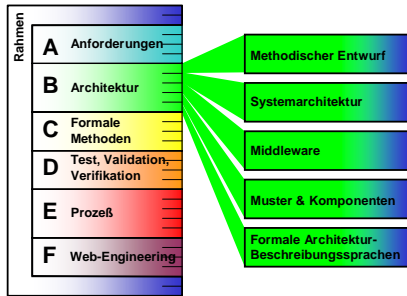 Rahmen
A Anforderungen
B Architektur
C Formale
Methoden
D Test, Validation,
Verifikation
E Prozeß
F Web-Engineering
Methodischer Entwurf
Systemarchitektur
Middleware
Muster & Komponenten
Formale Architektur-
Beschreibungssprachen